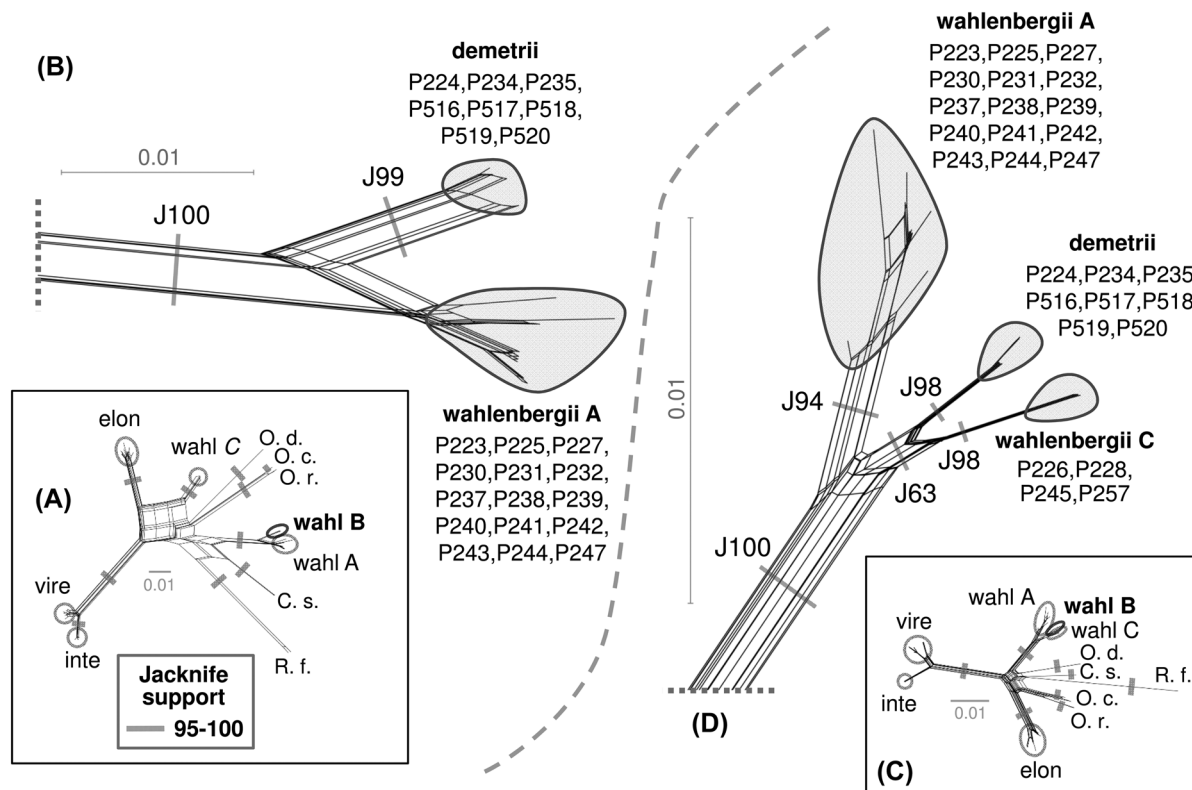 (B)
demetrii
P224,P234,P235,
P516,P517,P518,
P519,P520
0.01
J99
J100
wahlenbergii A
P223,P225,P227,
P230,P231,P232,
P237,P238,P239,
P240,P241,P242,
P243,P244,P247
(A)
elon
wahl C
O. d.
O. c.
O. r.
wahl B
wahl A
C. s.
R. f.
vire
inte
0.01
Jacknife
support
95-100
wahlenbergii A
P223,P225,P227,
P230,P231,P232,
P237,P238,P239,
P240,P241,P242,
P243,P244,P247
demetrii
P224,P234,P235
P516,P517,P518
P519,P520
0.01
J94
J98
J98
J63
J100
wahlenbergii C
P226,P228,
P245,P257
(D)
wahl A
wahl B
wahl C
O. d.
C. s.
R. f.
O. c.
O. r.
vire
inte
0.01
elon
(C)